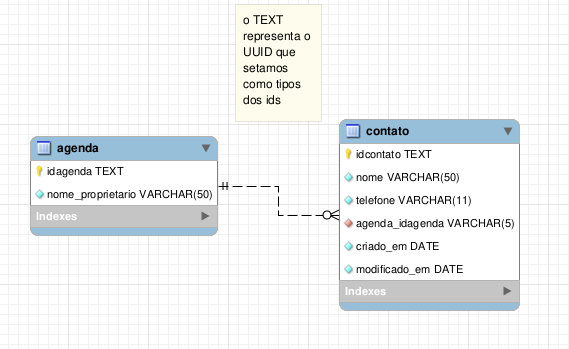 o TEXT
representa o
UUID que
setamos
como tipos
dos ids
agenda
idagenda TEXT
nome_proprietario VARCHAR(50)
Indexes
contato
idcontato TEXT
nome VARCHAR(50)
telefone VARCHAR(11)
agenda_idagenda VARCHAR(5)
criado_em DATE
modificado_em DATE
Indexes